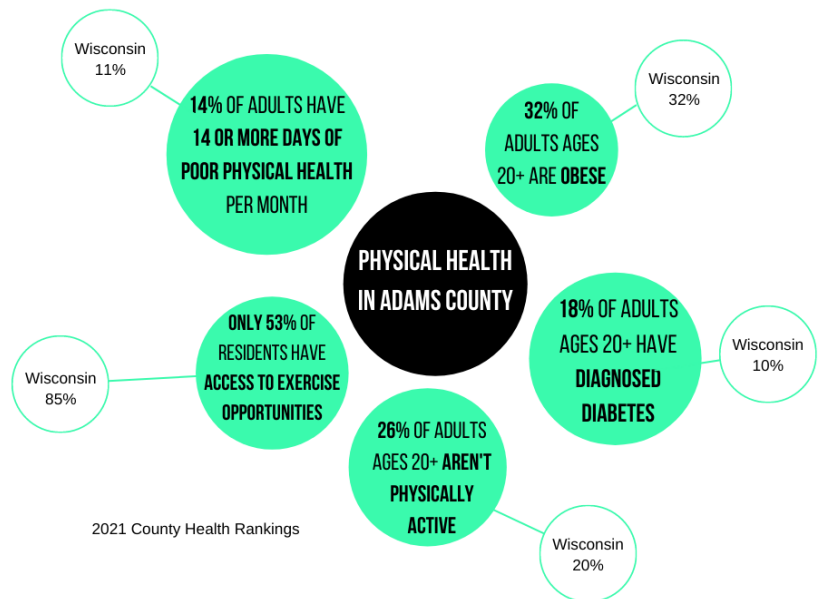 Wisconsin
11%
14% OF ADULTS HAVE
14 OR MORE DAYS OF
POOR PHYSICAL HEALTH
PER MONTH
32% OF
ADULTS AGES
20+ ARE OBESE
Wisconsin
32%
PHYSICAL HEALTH
IN ADAMS COUNTY
ONLY 53% OF
RESIDENTS HAVE
ACCESS TO EXERCISE
OPPORTUNITIES
Wisconsin
85%
18% OF ADULTS
AGES 20+ HAVE
DIAGNOSED
DIABETES
Wisconsin
10%
26% OF ADULTS
AGES 20+ AREN'T
PHYSICALLY
ACTIVE
Wisconsin
20%
2021 County Health Rankings